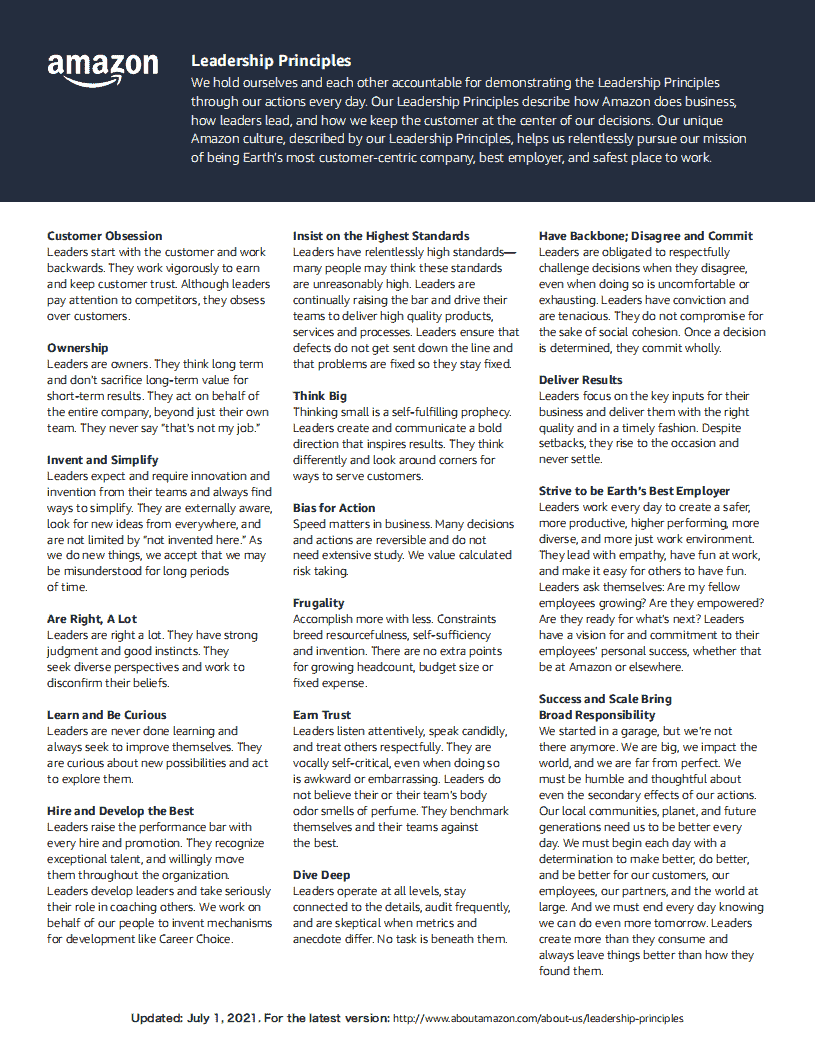 amazon
Leadership Principles
We hold ourselves and each other accountable for demonstrating the Leadership Principles
through our actions every day. Our Leadership Principles describe how Amazon does business,
how leaders lead, and how we keep the customer at the center of our decisions. Our unique
Amazon culture, described by our Leadership Principles, helps us relentlessly pursue our mission
of being Earth's most customer-centric company, best employer, and safest place to work.
Customer Obsession
Leaders start with the customer and work
backwards. They work vigorously to earn
and keep customer trust. Although leaders
pay attention to competitors, they obsess
over customers.
Ownership
Leaders are owners. They think long term
and don't sacrifice long-term value for
short-term results. They act on behalf of
the entire company, beyond just their own
team. They never say "that's not my job."
Invent and Simplify
Leaders expect and require innovation and
invention from their teams and always find
ways to simplify. They are externally aware,
look for new ideas from everywhere, and
are not limited by "not invented here." As
we do new things, we accept that we may
be misunderstood for long periods
of time.
Are Right, A Lot
Leaders are right a lot. They have strong
judgment and good instincts. They
seek diverse perspectives and work to
disconfirm their beliefs.
Learn and Be Curious
Leaders are never done learning and
always seek to improve themselves. They
are curious about new possibilities and act
to explore them.
Hire and Develop the Best
Leaders raise the performance bar with
every hire and promotion. They recognize
exceptional talent, and willingly move
them throughout the organization.
Leaders develop leaders and take seriously
their role in coaching others. We work on
behalf of our people to invent mechanisms
for development like Career Choice.
Insist on the Highest Standards
Leaders have relentlessly high standards—
many people may think these standards
are unreasonably high. Leaders are
continually raising the bar and drive their
teams to deliver high quality products,
services and processes. Leaders ensure that
defects do not get sent down the line and
that problems are fixed so they stay fixed.
Think Big
Thinking small is a self-fulfilling prophecy.
Leaders create and communicate a bold
direction that inspires results. They think
differently and look around corners for
ways to serve customers.
Bias for Action
Speed matters in business. Many decisions
and actions are reversible and do not
need extensive study. We value calculated
risk taking.
Frugality
Accomplish more with less. Constraints
breed resourcefulness, self-sufficiency
and invention. There are no extra points
for growing headcount, budget size or
fixed expense.
Earn Trust
Leaders listen attentively, speak candidly,
and treat others respectfully. They are
vocally self-critical, even when doing so
is awkward or embarrassing. Leaders do
not believe their or their team's body
odor smells of perfume. They benchmark
themselves and their teams against
the best.
Dive Deep
Leaders operate at all levels, stay
connected to the details, audit frequently,
and are skeptical when metrics and
anecdote differ. No task is beneath them.
Have Backbone; Disagree and Commit
Leaders are obligated to respectfully
challenge decisions when they disagree,
even when doing so is uncomfortable or
exhausting. Leaders have conviction and
are tenacious. They do not compromise for
the sake of social cohesion. Once a decision
is determined, they commit wholly.
Deliver Results
Leaders focus on the key inputs for their
business and deliver them with the right
quality and in a timely fashion. Despite
setbacks, they rise to the occasion and
never settle.
Strive to be Earth's Best Employer
Leaders work every day to create a safer,
more productive, higher performing, more
diverse, and more just work environment.
They lead with empathy, have fun at work,
and make it easy for others to have fun.
Leaders ask themselves: Are my fellow
employees growing? Are they empowered?
Are they ready for what's next? Leaders
have a vision for and commitment to their
employees' personal success, whether that
be at Amazon or elsewhere.
Success and Scale Bring
Broad Responsibility
We started in a garage, but we're not
there anymore. We are big, we impact the
world, and we are far from perfect. We
must be humble and thoughtful about
even the secondary effects of our actions.
Our local communities, planet, and future
generations need us to be better every
day. We must begin each day with a
determination to make better, do better,
and be better for our customers, our
employees, our partners, and the world at
large. And we must end every day knowing
we can do even more tomorrow. Leaders
create more than they consume and
always leave things better than how they
found them.
Updated: July 1, 2021. For the latest version: http://www.aboutamazon.com/about-us/leadership-principles